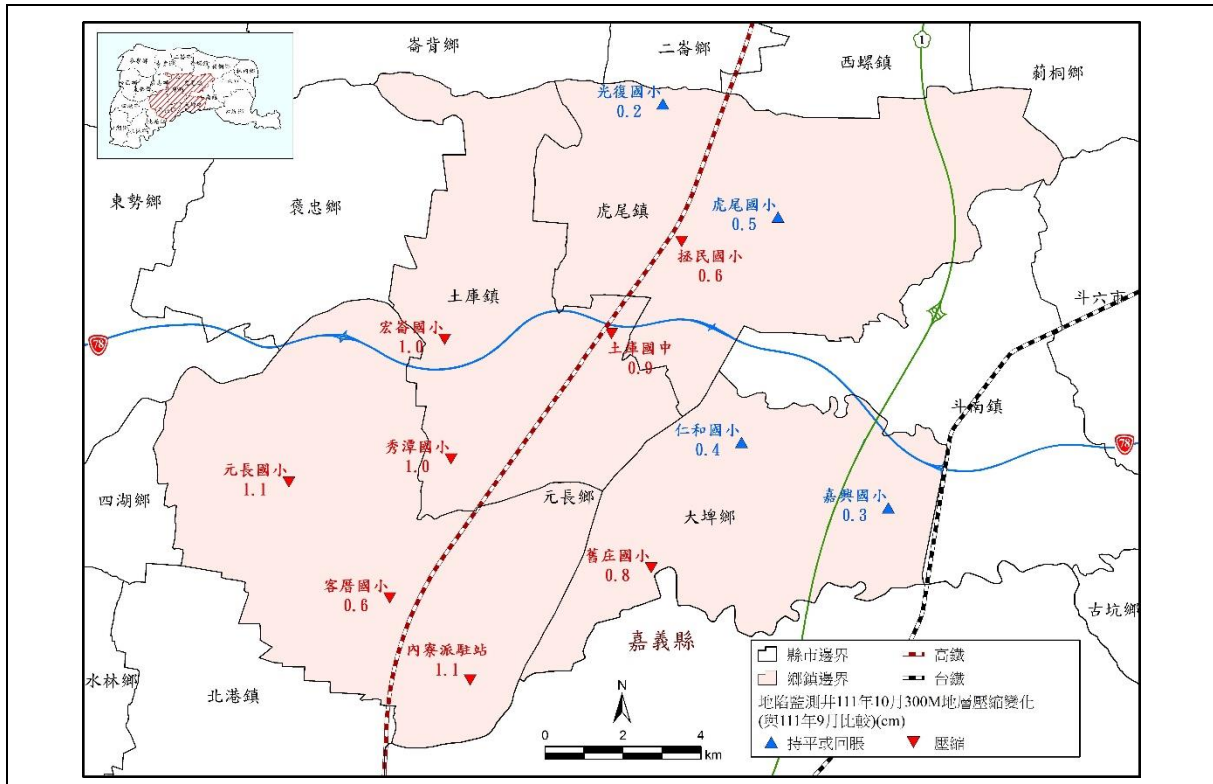 崙背鄉
二崙鄉
1
西螺鎮
莿桐鄉
光復國小
0.2
東勢鄉
褒忠鄉
虎尾鎮
虎尾國小
0.5
拯民國小
0.6
土庫鎮
斗六市
宏崙國小
1.0
土庫國中
0.9
78
斗南鎮
仁和國小
0.4
78
秀潭國小
1.0
元長國小
1.1
四湖鄉
元長鄉
大埤鄉
嘉興國小
0.3
舊庄國小
0.8
客厝國小
0.6
古坑鄉
嘉義縣
內寮派駐站
1.1
水林鄉
北港鎮
N
0 2 4
km
縣市邊界
高鐵
鄉鎮邊界
台鐵
地陷監測井111年10月300M地層壓縮變化
(與111年9月比較)(cm)
持平或回脹
壓縮